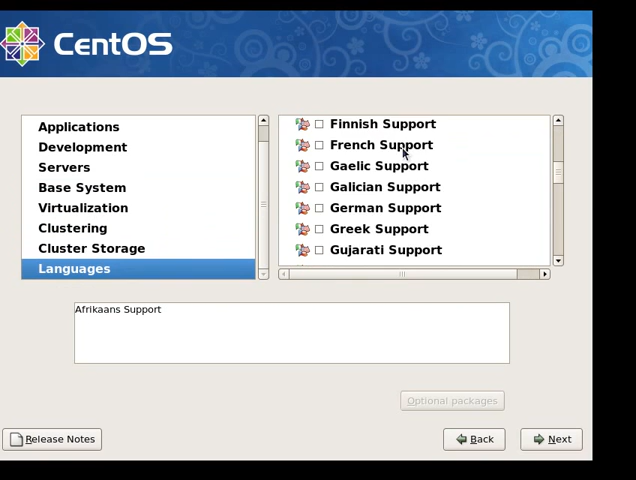 CentOS
Applications
Development
Servers
Base System
Virtualization
Clustering
Cluster Storage
Languages
Finnish Support
French Support
Gaelic Support
Galician Support
German Support
Greek Support
Gujarati Support
Afrikaans Support
Optional packages
Release Notes
Back
Next